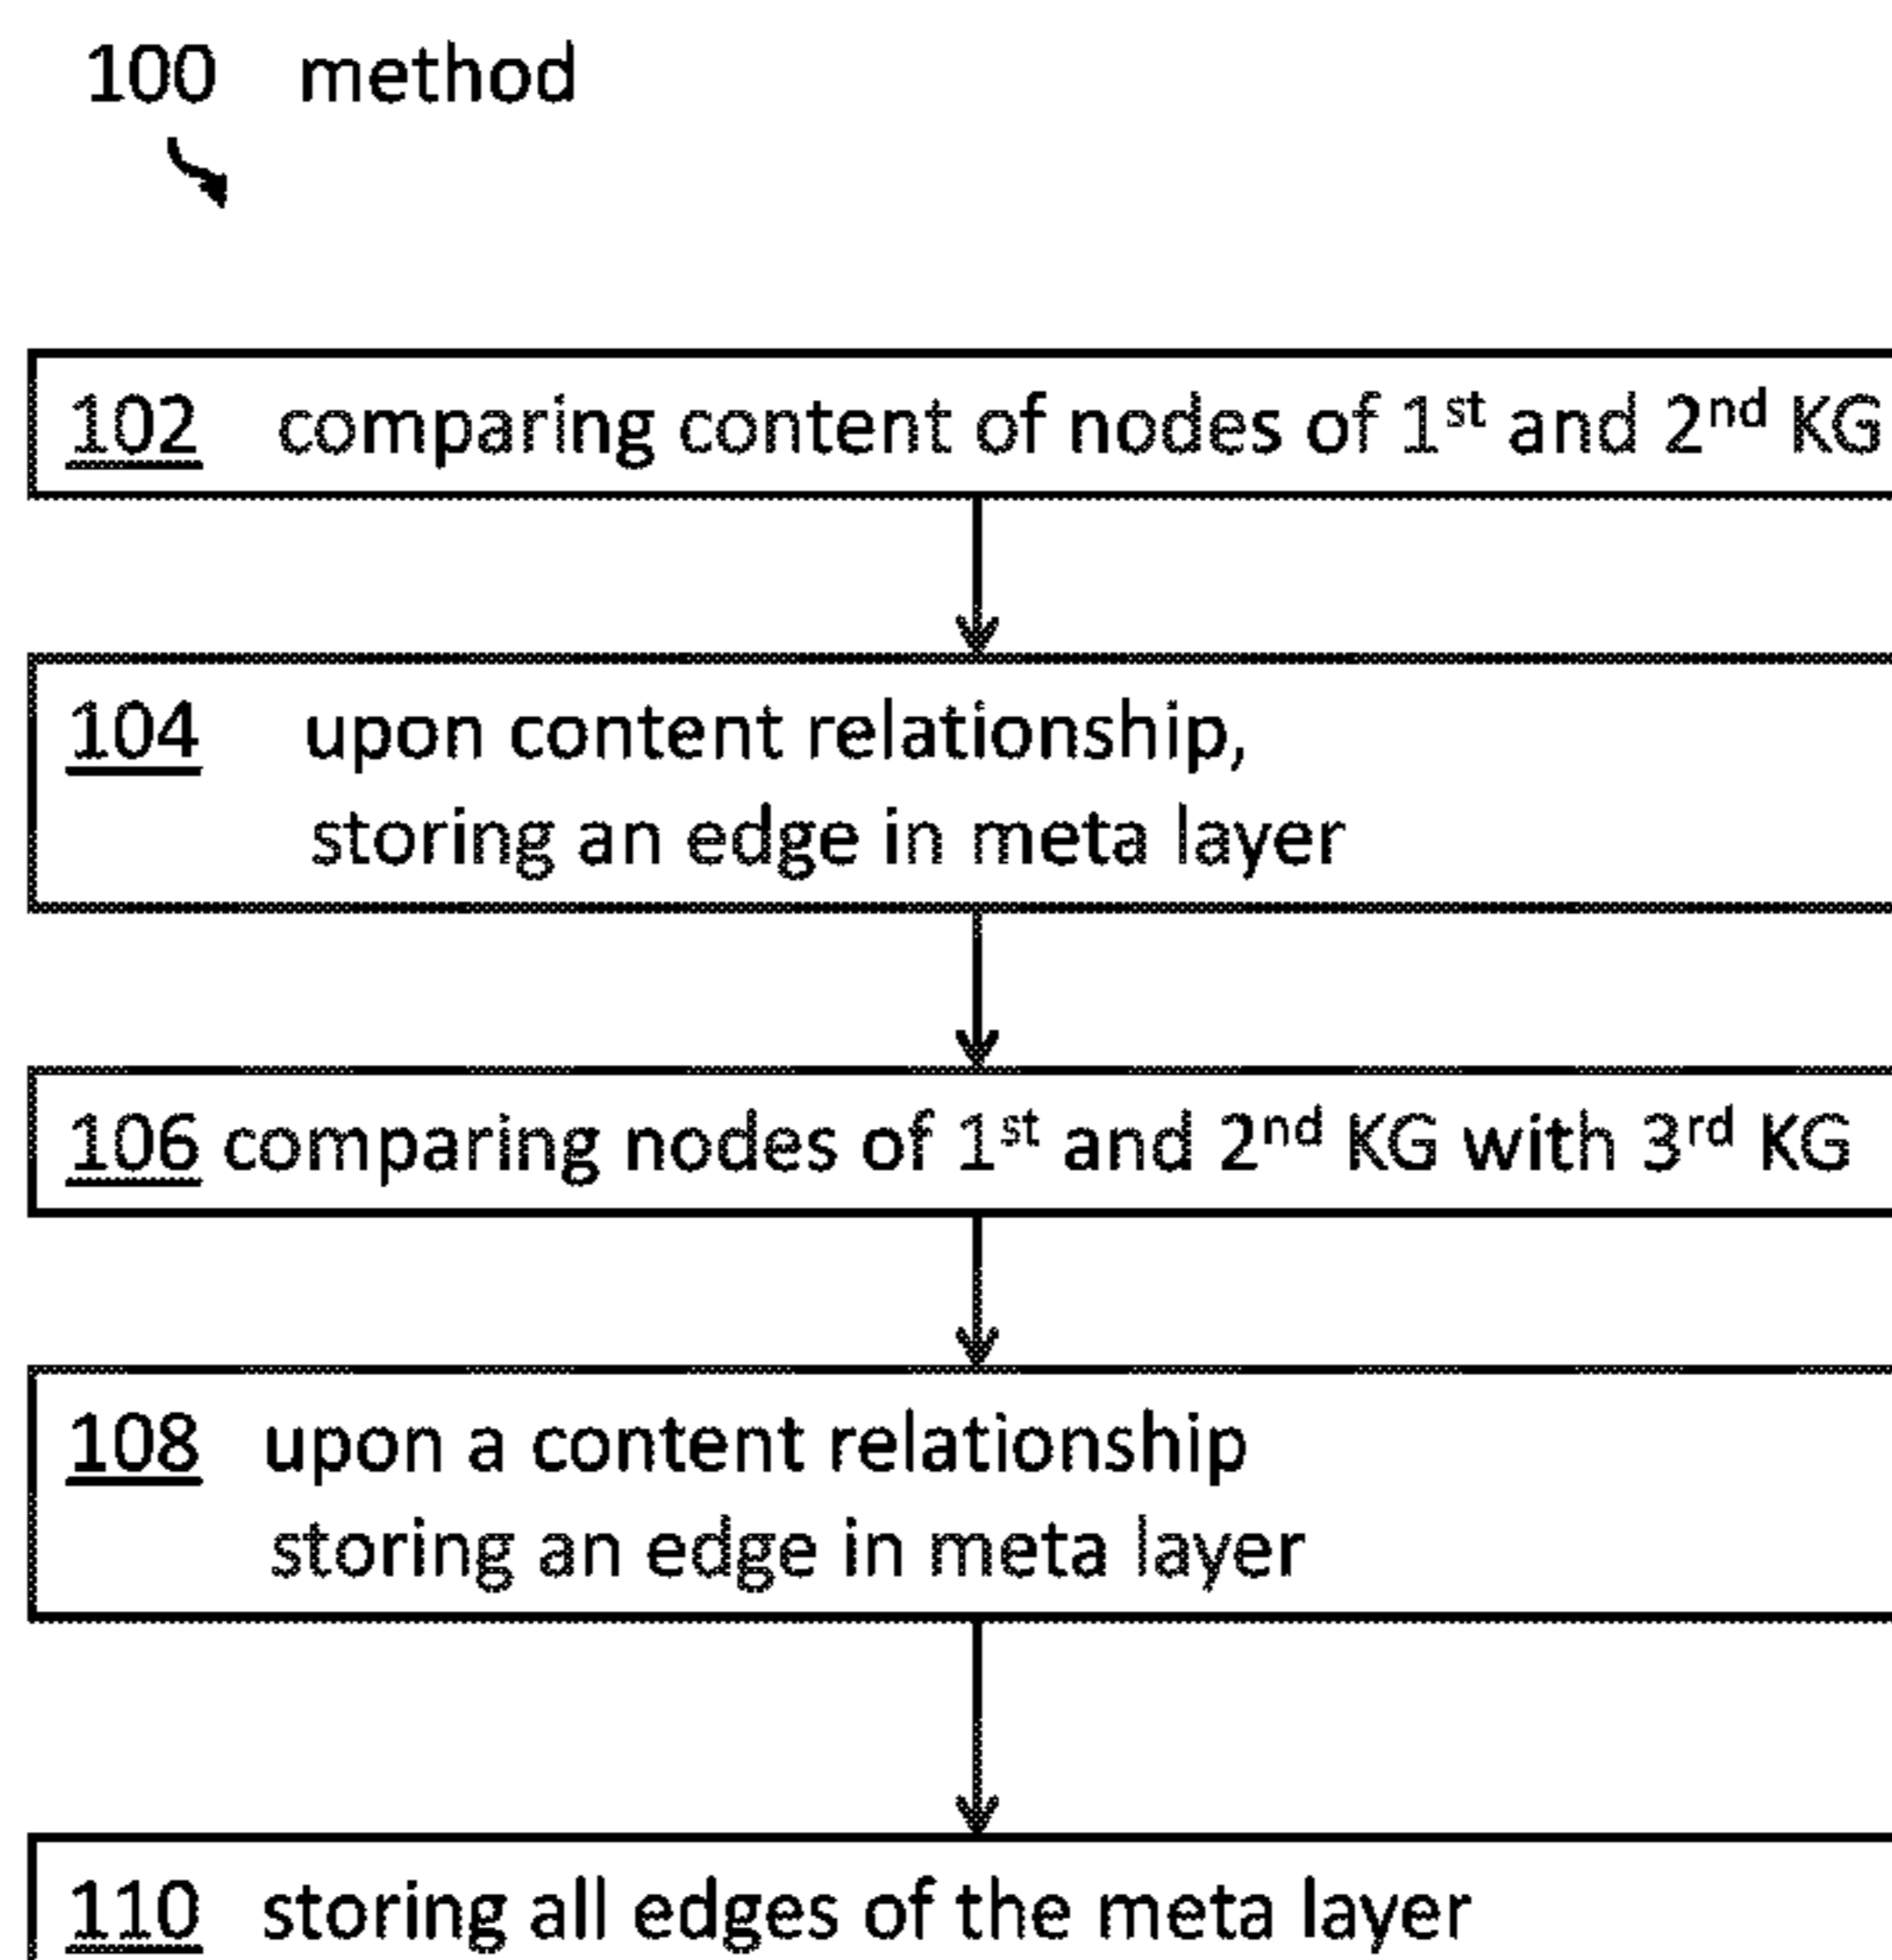 100 method
102 comparing content of nodes of 1st and 2nd KG
104 upon content relationship,
storing an edge in meta layer
106 comparing nodes of 1st and 2nd KG with 3rd KG
108 upon a content relationship
storing an edge in meta layer
110 storing all edges of the meta layer